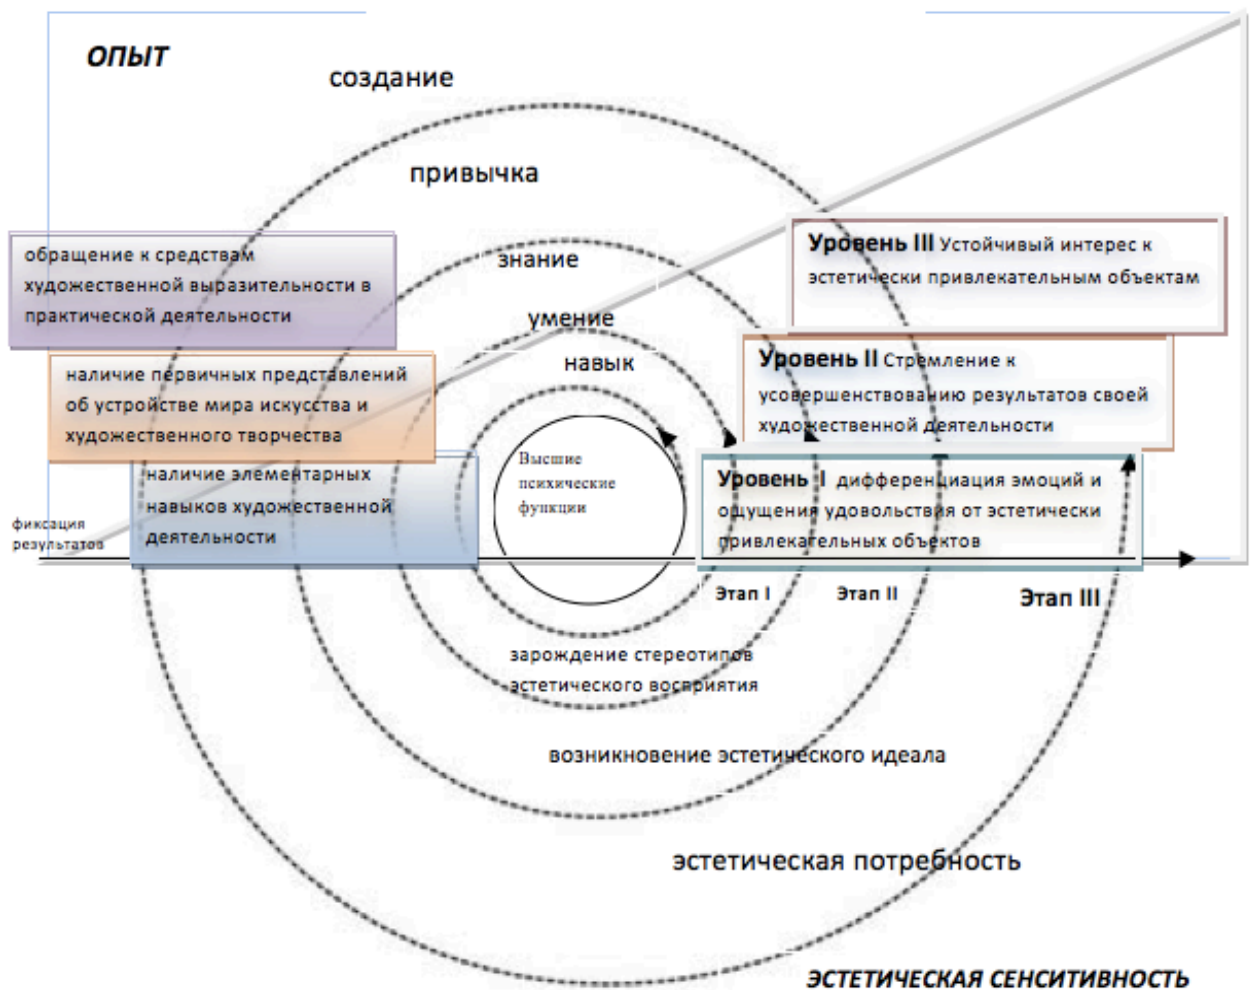 ОПЫТ
создание
привычка
знание
умение
навык
обращение к средствам
художественной выразительности в
практической деятельности
наличие первичных представлений
об устройстве мира искусства и
художественного творчества
наличие элементарных
навыков художественной
деятельности
фиксация
результатов
Высшие
психические
функции
Уровень III Устойчивый интерес к
эстетически привлекательным объектам
Уровень II Стремление к
усовершенствованию результатов своей
художественной деятельности
Уровень I дифференциация эмоций и
ощущения удовольствия от эстетически
привлекательных объектов
Этап I
Этап II
Этап III
зарождение стереотипов
эстетического восприятия
возникновение эстетического идеала
эстетическая потребность
ЭСТЕТИЧЕСКАЯ СЕНСИТИВНОСТЬ